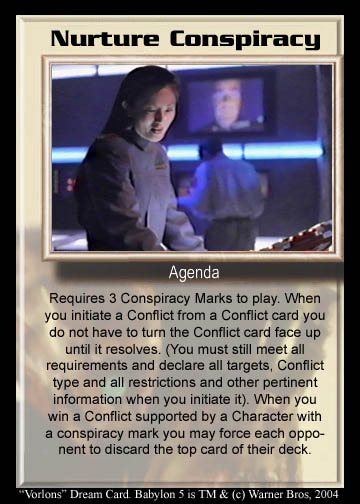 Nurture Conspiracy
Agenda
Requires 3 Conspiracy Marks to play. When
you initiate a Conflict from a Conflict card you
do not have to turn the Conflict card face up
until it resolves. (You must still meet all
requirements and declare all targets, Conflict
type and all restrictions and other pertinent
information when you initiate it). When you
win a Conflict supported by a Character with
a conspiracy mark you may force each oppo-
nent to discard the top card of their deck.
“Vorlons” Dream Card. Babylon 5 is TM & (c) Warner Bros, 2004